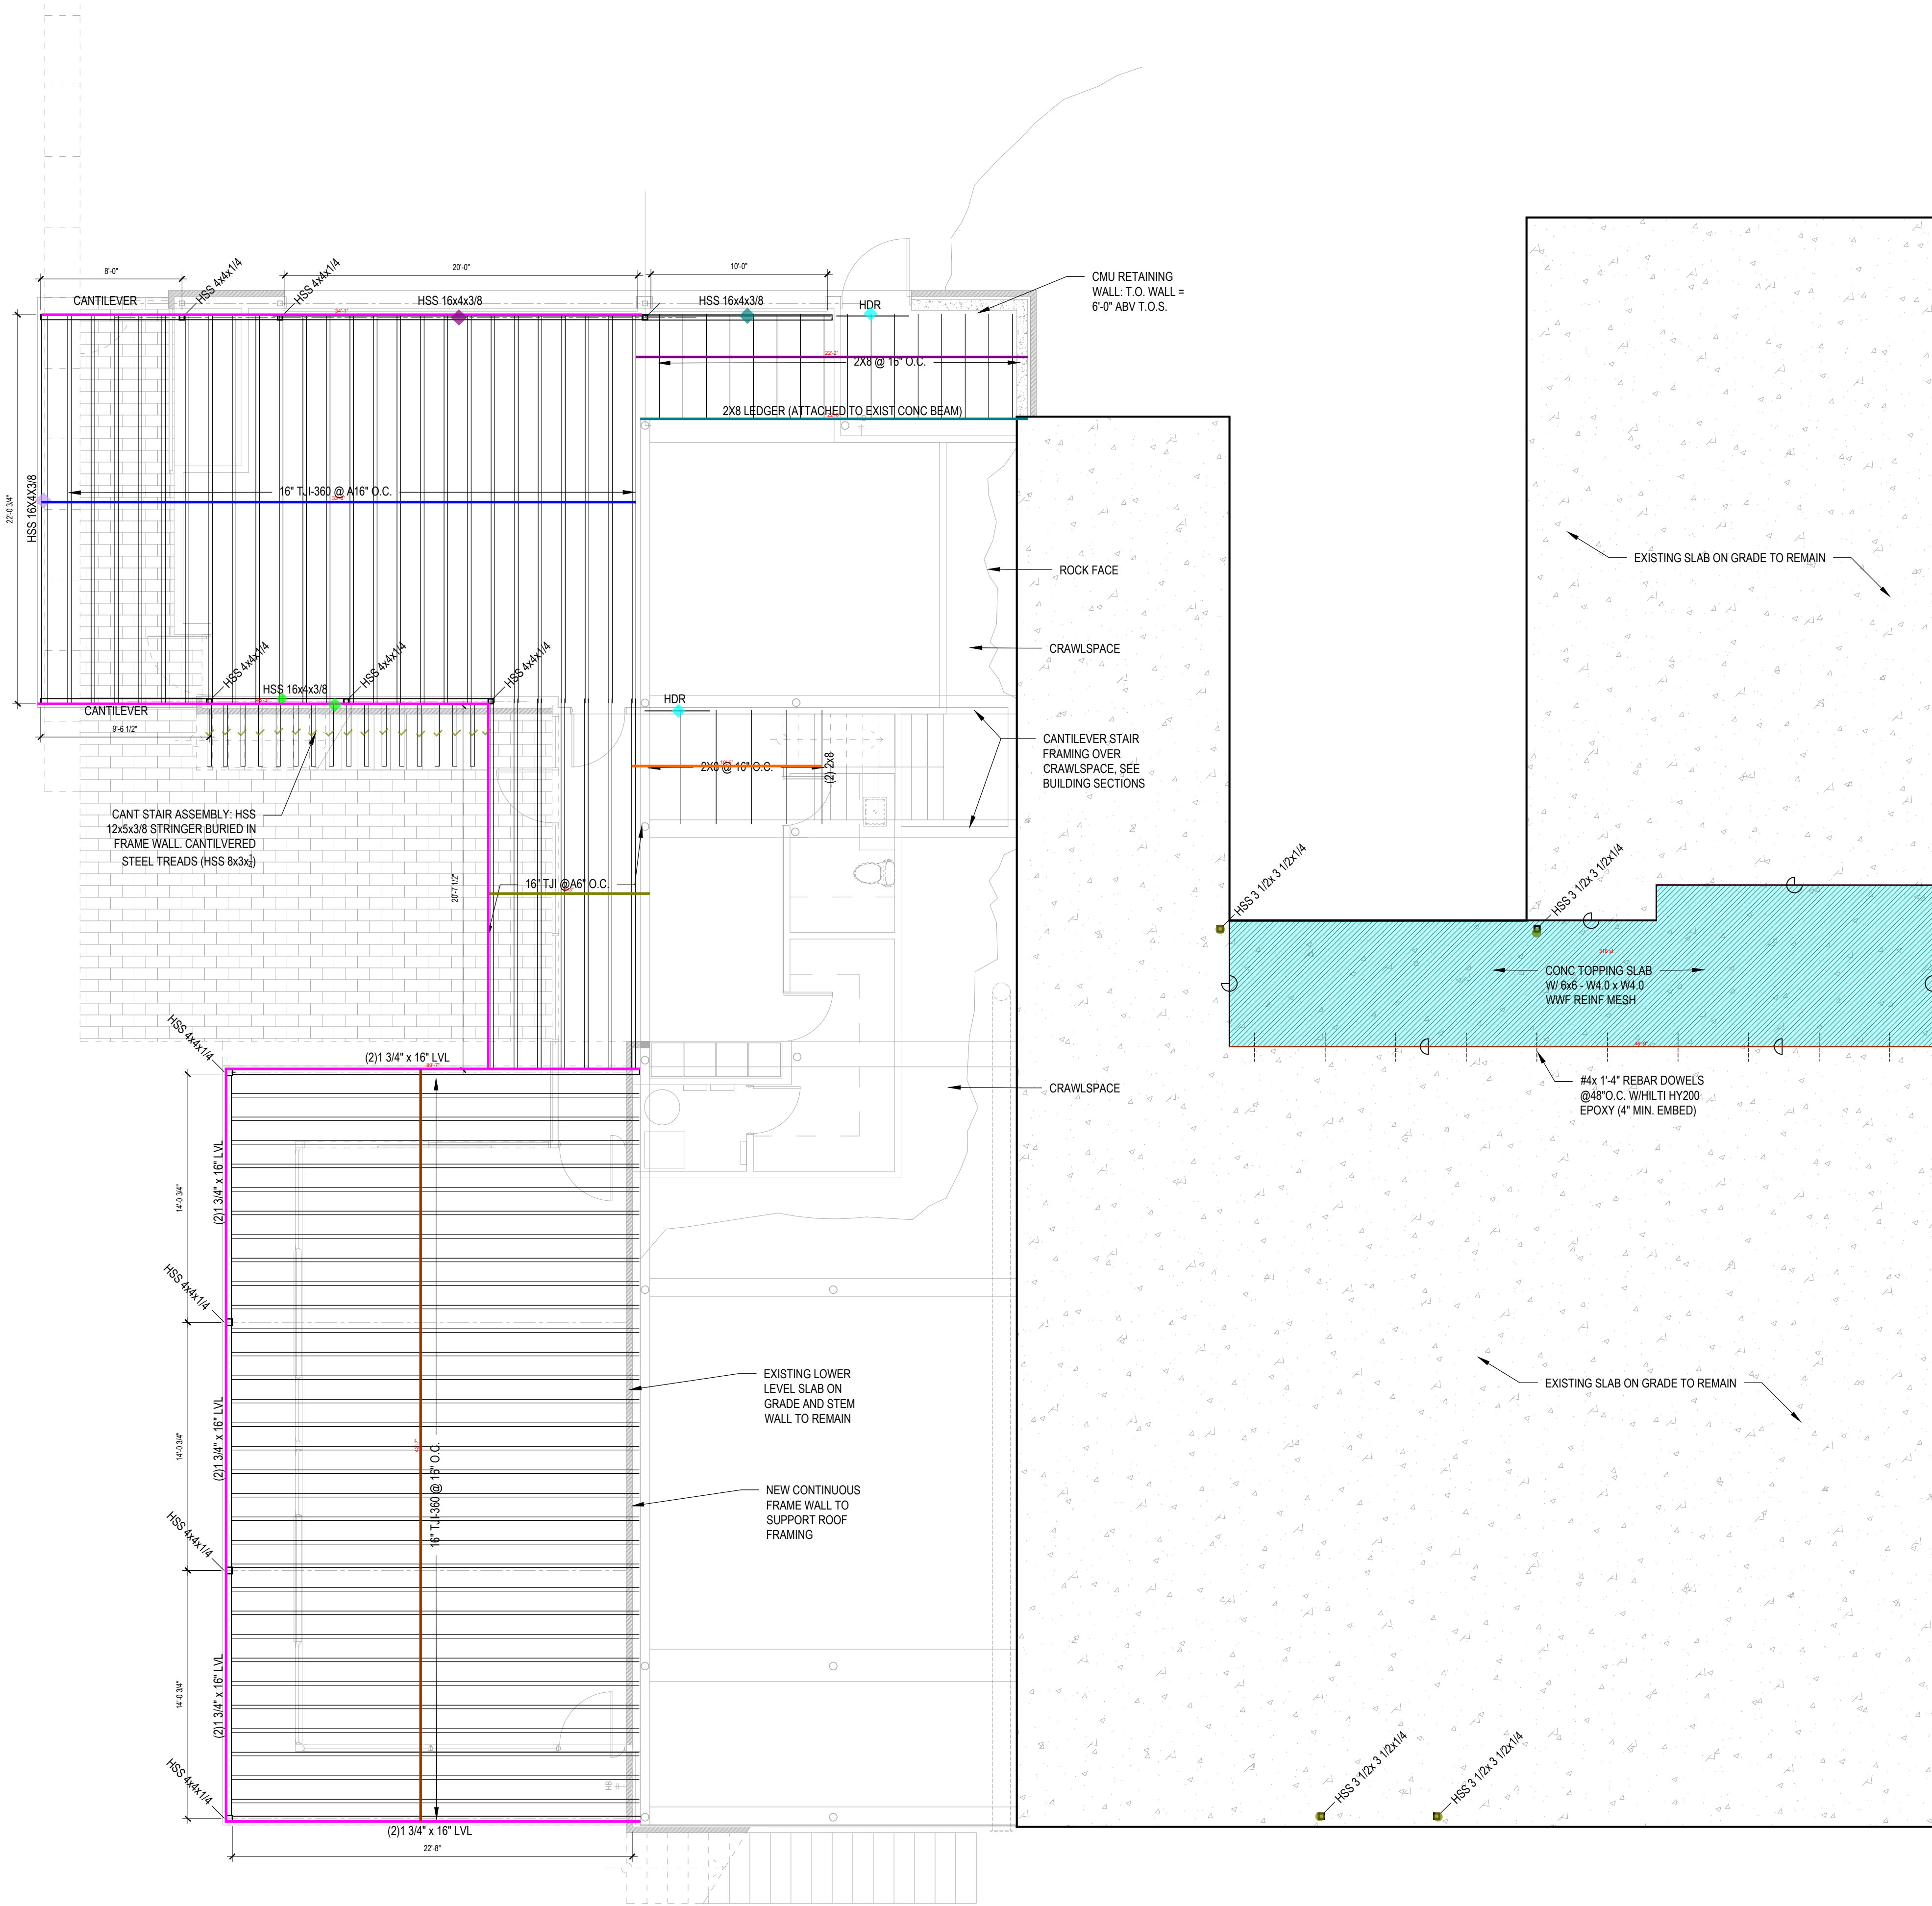 8'-0"
20'-0"
10'-0"
CANTILEVER
HSS 4x4x1/4
HSS 4x4x1/4
HSS 16x4x3/8
34'-1"
HSS 16x4x3/8
HDR
CMU RETAINING
WALL: T.O. WALL =
6'-0" ABV T.O.S.
22'-2"
2X8 @ 16" O.C.
2X8 LEDGER (ATTACHED TO EXIST CONC BEAM)
22'-0 3/4"
HSS 16X4X3/8
16" TJI-360 @ A16" O.C.
EXISTING SLAB ON GRADE TO REMAIN
ROCK FACE
CRAWLSPACE
HSS 4x4x1/4
HSS 16x4x3/8
HSS 4x4x1/4
HSS 4x4x1/4
CANTILEVER
9'-6 1/2"
HDR
2X8 @ 16" O.C.
(2) 2x8
CANTILEVER STAIR
FRAMING OVER
CRAWLSPACE, SEE
BUILDING SECTIONS
CANT STAIR ASSEMBLY: HSS
12x5x3/8 STRINGER BURIED IN
FRAME WALL. CANTILVERED
STEEL TREADS (HSS 8x3x
20'-7 1/2"
16" TJI @A6" O.C.
HSS 3 1/2x 3 1/2x1/4
HSS 3 1/2x 3 1/2x1/4
318 sf
CONC TOPPING SLAB
W/ 6x6 - W4.0 x W4.0
WWF REINF MESH
#4x 1'-4" REBAR DOWELS
@48"O.C. W/HILTI HY200
EPOXY (4" MIN. EMBED)
HSS 4x4x1/4
(2)1 3/4" x 16" LVL
CRAWLSPACE
14'-0 3/4"
(2)1 3/4" x 16" LVL
HSS 4x4x1/4
14'-0 3/4"
(2)1 3/4" x 16" LVL
16" TJI-360 @ 16" O.C.
EXISTING LOWER
LEVEL SLAB ON
GRADE AND STEM
WALL TO REMAIN
EXISTING SLAB ON GRADE TO REMAIN
NEW CONTINUOUS
FRAME WALL TO
SUPPORT ROOF
FRAMING
HSS 4x4x1/4
14'-0 3/4"
(2)1 3/4" x 16" LVL
HSS 4x4x1/4
HB
HSS 3 1/2x 3 1/2x1/4
HSS 3 1/2x 3 1/2x1/4
(2)1 3/4" x 16" LVL
22'-8"